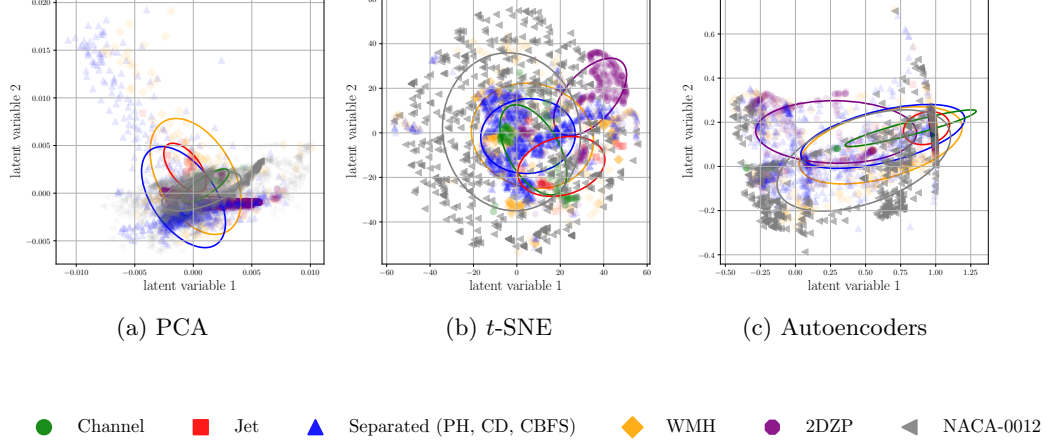 0.020
0.015
0.010
0.005
0.000
−0.005
latent variable 2
−0.010
−0.005
0.000
0.005
0.010
latent variable 1
(a) PCA
40
20
0
−20
−40
latent variable 2
−60
−40
−20
0
20
40
60
latent variable 1
(b) t-SNE
0.6
0.4
0.2
0.0
−0.2
−0.4
latent variable 2
−0.50
−0.25
0.00
0.25
0.50
0.75
1.00
1.25
latent variable 1
(c) Autoencoders
Channel
Jet
Separated (PH, CD, CBFS)
WMH
2DZP
NACA-0012